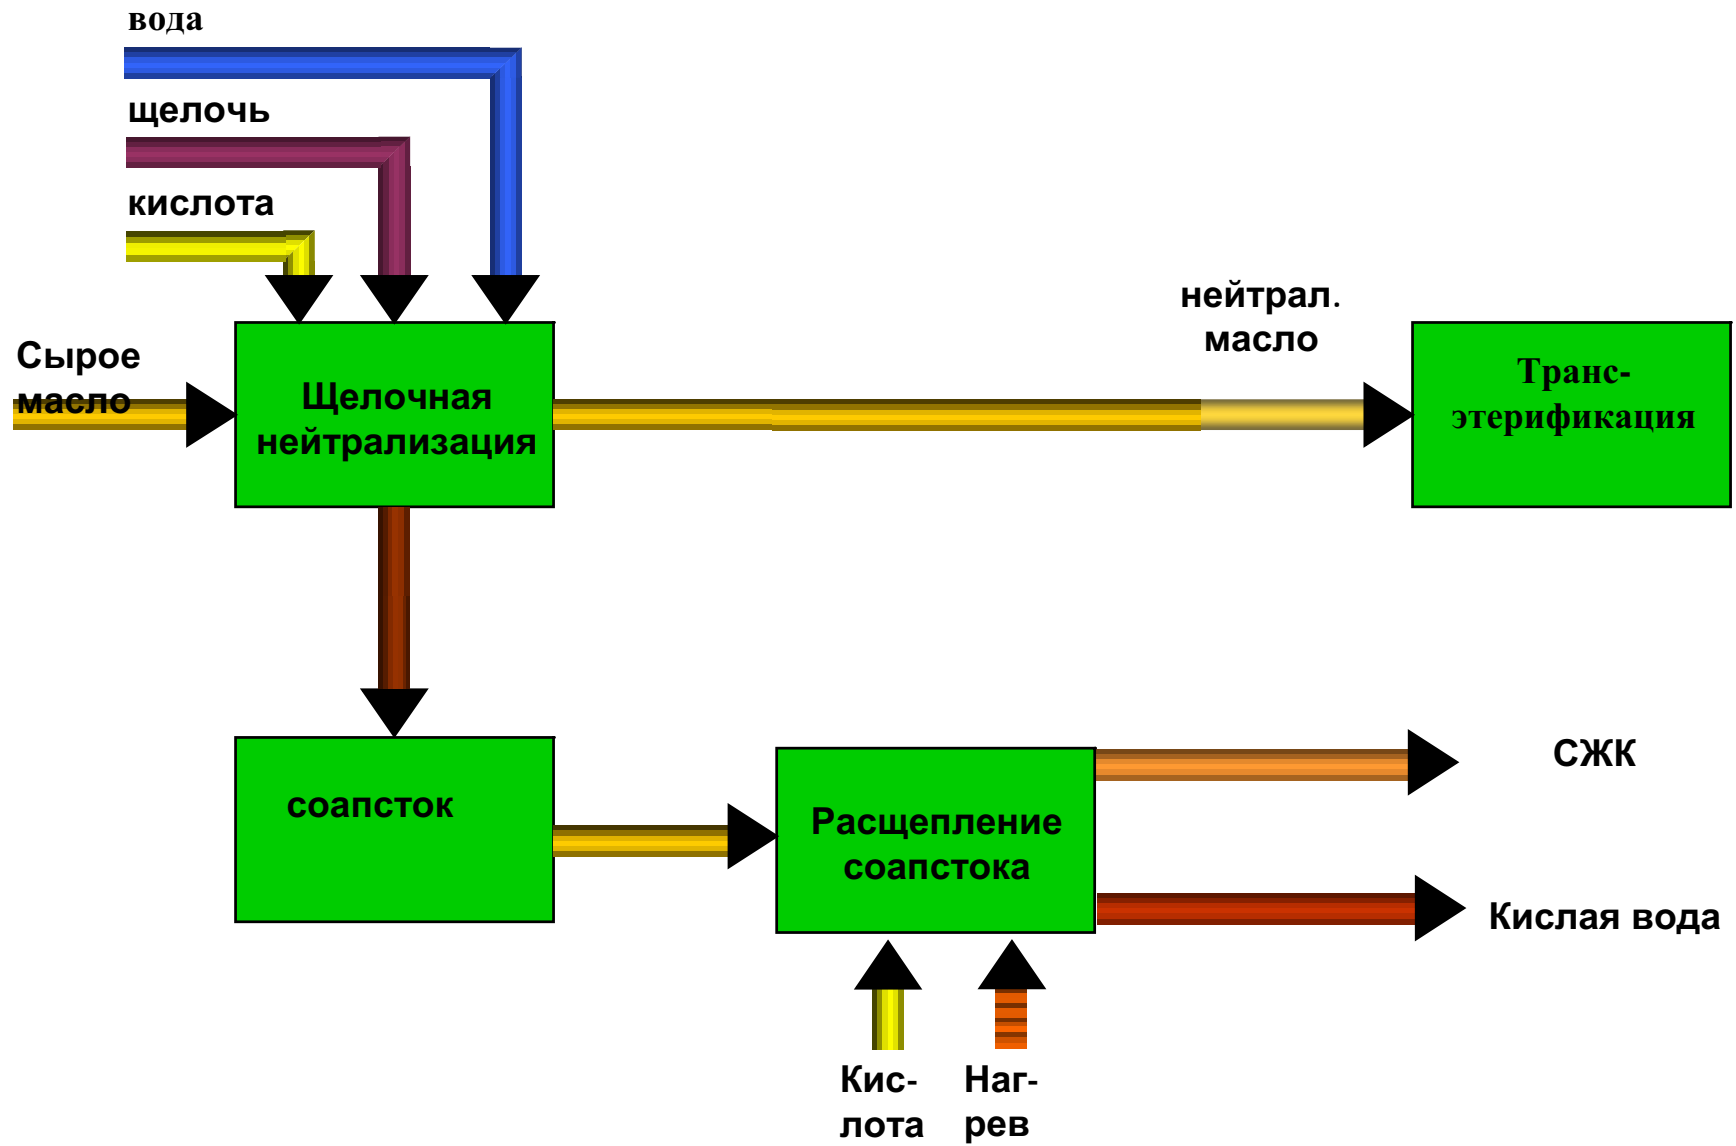 вода
щелочь
кислота
Сырое
масло
Щелочная
нейтрализация
нейтрал.
масло
Транс-
этерификация
соапсток
Расщепление
соапстока
СЖК
Кислая вода
Кис-
лота
Наг-
рев